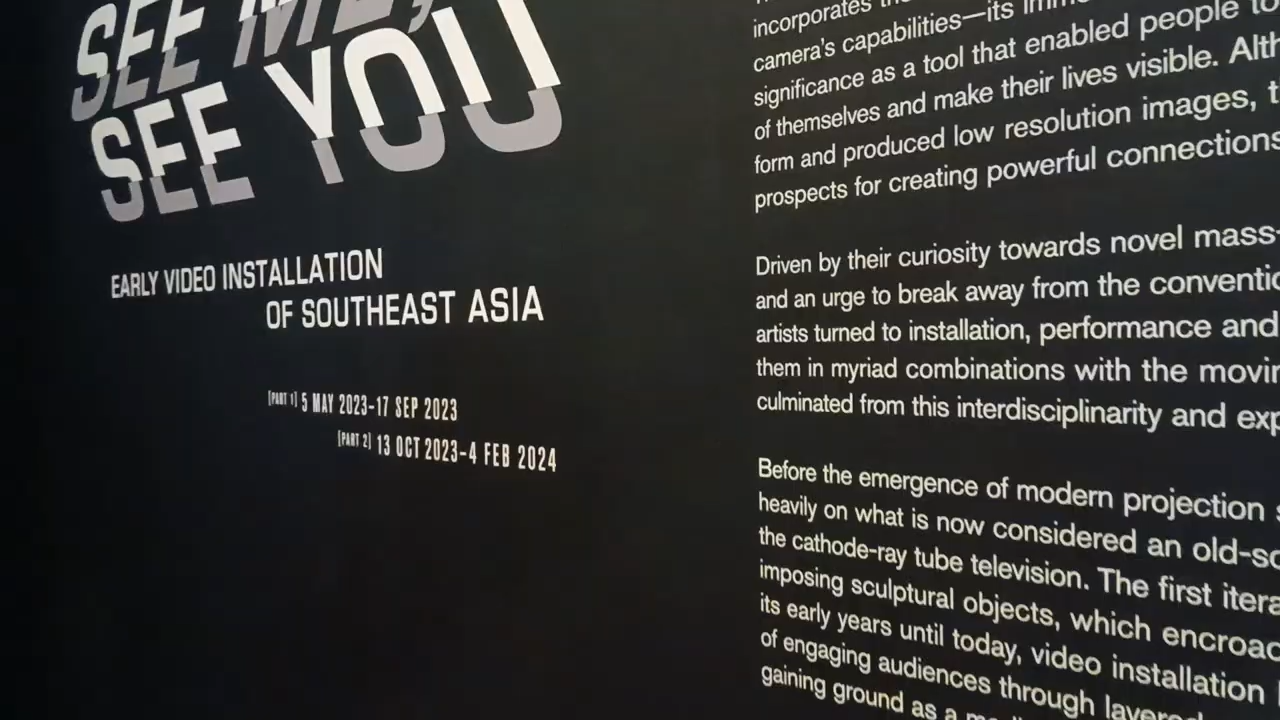 SEE ME,
SEE YOU
EARLY VIDEO INSTALLATION
OF SOUTHEAST ASIA
[PART 1] 5 MAY 2023–17 SEP 2023
[PART 2] 13 OCT 2023–4 FEB 2024
incorporates
camera's capabilities—its
significance as a tool that enabled people to
of themselves and make their lives visible.
form and produced low resolution images,
prospects for creating powerful connections
Driven by their curiosity towards novel mass-
and an urge to break away from the
artists turned to installation, performance and
them in myriad combinations with the
culminated from this interdisciplinarity and
Before the emergence of modern projection
heavily on what is now considered an
the cathode-ray tube television. The first
imposing sculptural objects, which
its early years until today, video installation
of engaging audiences through
gaining ground as a